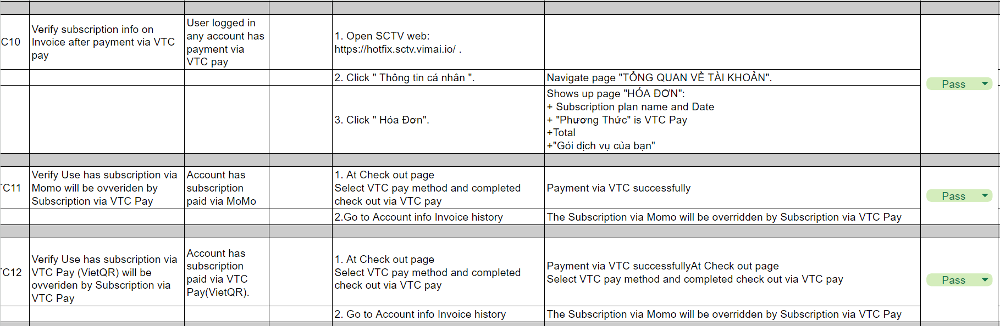 C10
Verify subscription info on
Invoice after payment via VTC
pay
User logged in
any account has
payment via
VTC pay
1. Open SCTV web:
https://hotfix.sctv.vimai.io/ .
2. Click " Thông tin cá nhân ".
Navigate page "TỔNG QUAN VỀ TÀI KHOẢN".
Pass
3. Click " Hóa Đơn".
Shows up page "HÓA ĐƠN":
+ Subscription plan name and Date
+ "Phương Thức" is VTC Pay
+Total
+"Gói dịch vụ của bạn"
TC11
Verify Use has subscription via
Momo will be ovveriden by
Subscription via VTC Pay
Account has
subscription
paid via MoMo
1. At Check out page
Select VTC pay method and completed
check out via VTC pay
Payment via VTC successfully
Pass
2.Go to Account info Invoice history
The Subscription via Momo will be overridden by Subscription via VTC Pay
TC12
Verify Use has subscription via
VTC Pay (VietQR) will be
ovveriden by Subscription via
VTC Pay
Account has
subscription
paid via VTC
Pay(VietQR).
1. At Check out page
Select VTC pay method and completed
check out via VTC pay
Payment via VTC successfullyAt Check out page
Select VTC pay method and completed check out via VTC pay
Pass
2. Go to Account info Invoice history
The Subscription via Momo will be overridden by Subscription via VTC Pay